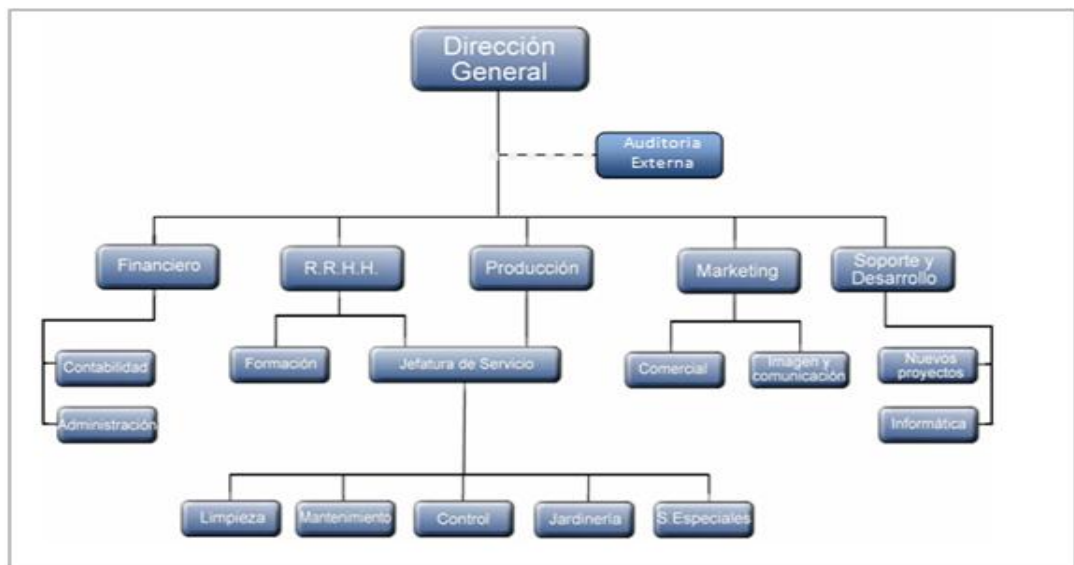 Dirección
General
Auditoria
Externa
Financiero
R.R.H.H.
Producción
Marketing
Soporte y
Desarrollo
Contabilidad
Administración
Formación
Jefatura de Servicio
Comercial
Imagen y
comunicación
Nuevos
proyectos
Informática
Limpieza
Mantenimiento
Control
Jardinería
S.Especiales